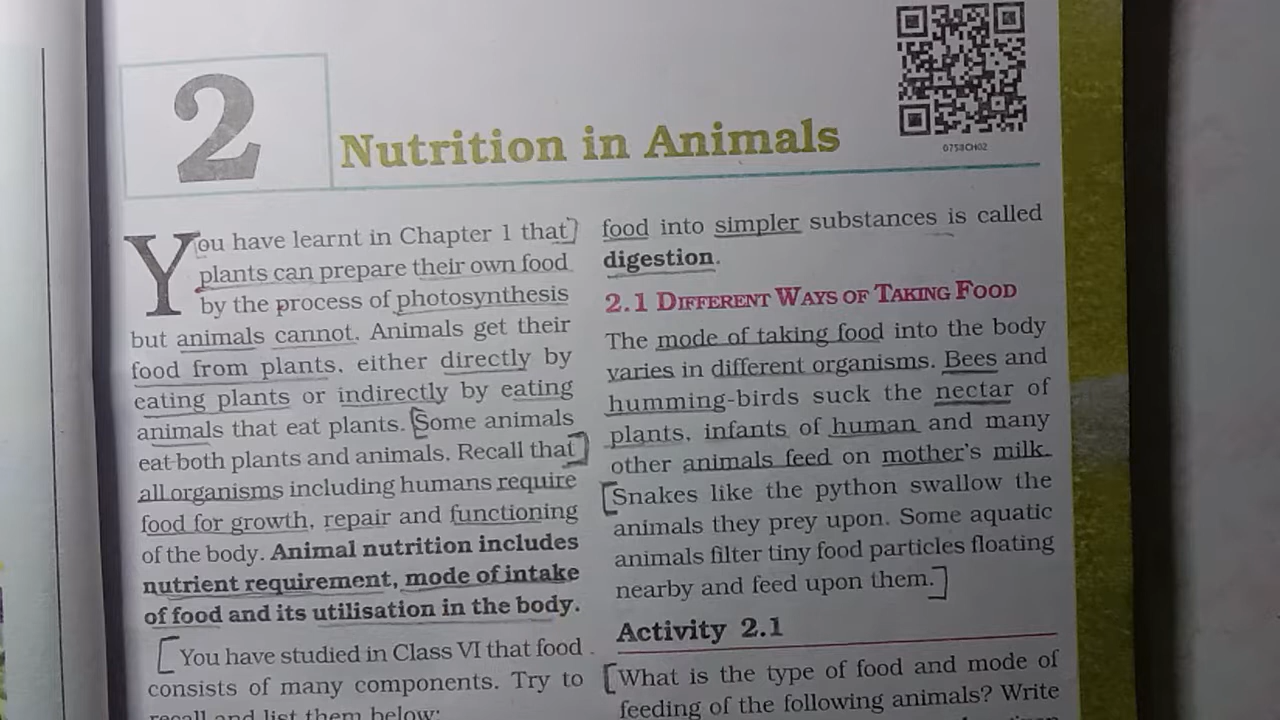 2
Nutrition in Animals
0758CH02
You have learnt in Chapter 1 that
plants can prepare their own food
by the process of photosynthesis
but animals cannot. Animals get their
food from plants, either directly by
eating plants or indirectly by eating
animals that eat plants. Some animals
eat both plants and animals. Recall that
all organisms including humans require
food for growth, repair and functioning
of the body. Animal nutrition includes
nutrient requirement, mode of intake
of food and its utilisation in the body.
You have studied in Class VI that food
consists of many components. Try to
recall and list them below:
food into simpler substances is called
digestion.
2.1 DIFFERENT WAYS OF TAKING FOOD
The mode of taking food into the body
varies in different organisms. Bees and
humming-birds suck the nectar of
plants, infants of human and many
other animals feed on mother's milk.
Snakes like the python swallow the
animals they prey upon. Some aquatic
animals filter tiny food particles floating
nearby and feed upon them.
Activity 2.1
What is the type of food and mode of
feeding of the following animals? Write